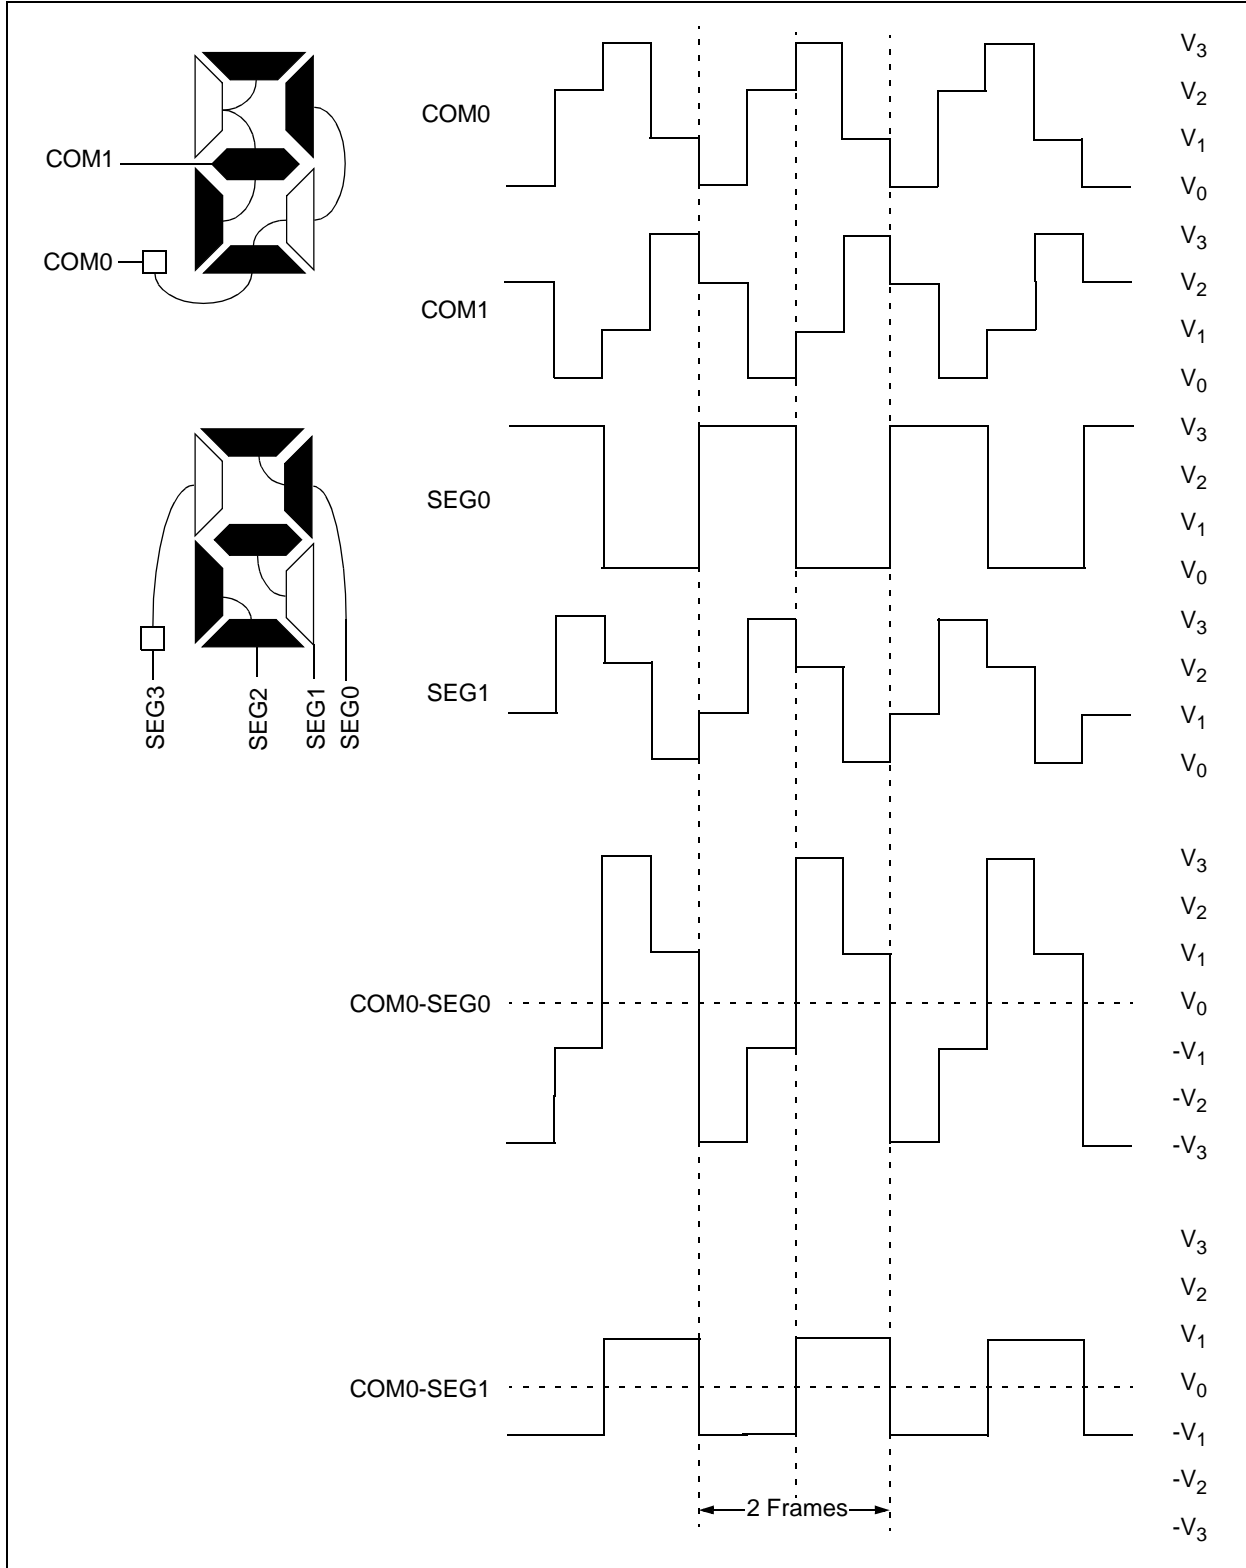 COM1
COM0
SEG3
SEG2
SEG1
SEG0
COM0
V3
V2
V1
V0
COM1
V3
V2
V1
V0
SEG0
V3
V2
V1
V0
SEG1
V3
V2
V1
V0
COM0-SEG0
V3
V2
V1
V0
-V1
-V2
-V3
COM0-SEG1
V3
V2
V1
V0
-V1
-V2
-V3
2 Frames